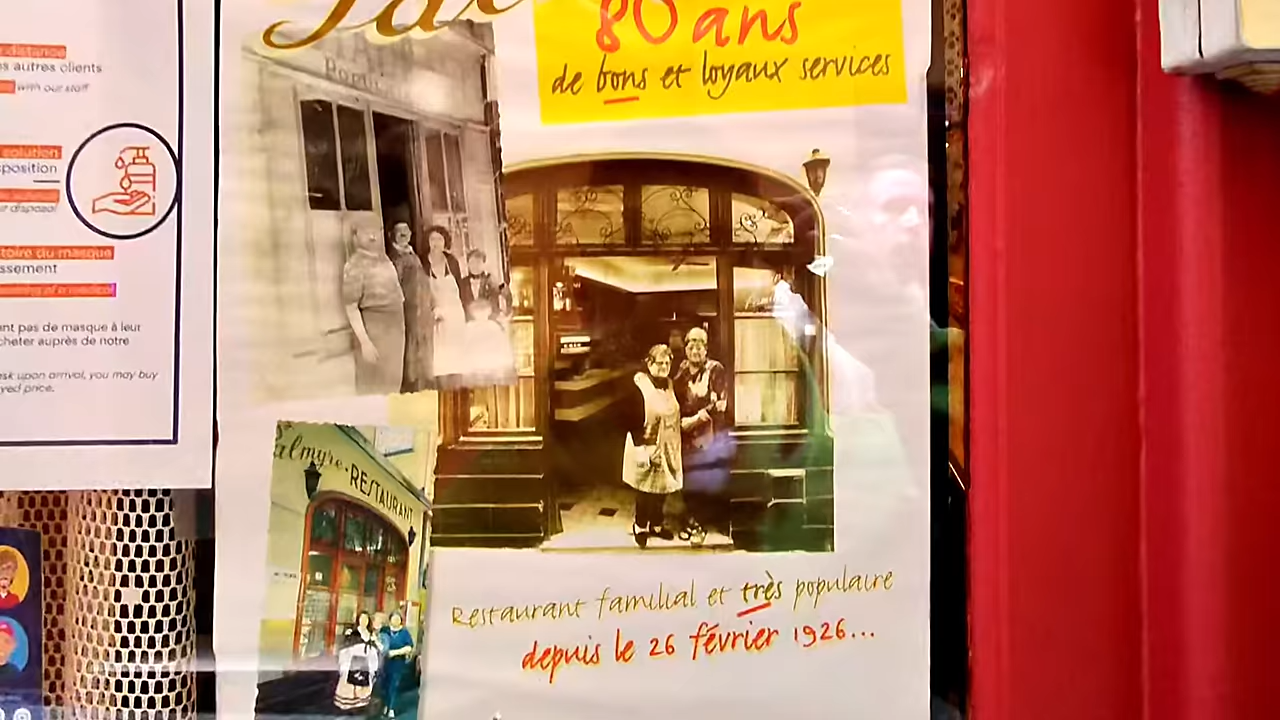 80 ans
de bons et loyaux services
distance
autres clients
with our staff
solution
disposal
toire du masque
ssement
nt pas de masque à leur
cheter auprès de notre
sk upon arrival, you may buy
yed price.
almyre-RESTAURANT
Restaurant familial et très populaire
depuis le 26 février 1926...